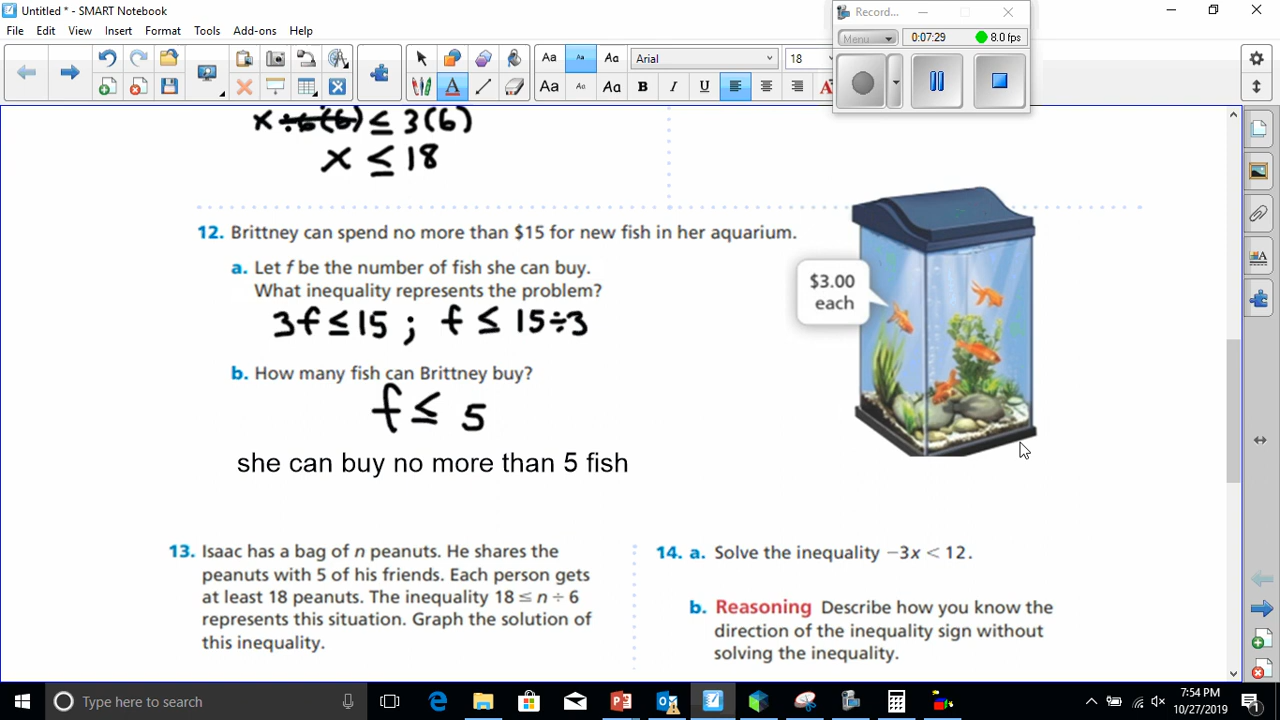 Untitled * - SMART Notebook
File Edit View Insert Format Tools Add-ons Help
Record...
Menu
0:07:29 8.0 fps
Aa Aa Aa Arial 18
A Aa Aa Aa B I U
x ÷6(6) ≤ 3(6)
x ≤ 18
12. Brittney can spend no more than $15 for new fish in her aquarium.
a. Let f be the number of fish she can buy.
What inequality represents the problem?
3f ≤ 15 ; f ≤ 15÷3
$3.00
each
b. How many fish can Brittney buy?
f ≤ 5
she can buy no more than 5 fish
13. Isaac has a bag of n peanuts. He shares the
peanuts with 5 of his friends. Each person gets
at least 18 peanuts. The inequality 18 ≤ n ÷ 6
represents this situation. Graph the solution of
this inequality.
14. a. Solve the inequality −3x < 12.
b. Reasoning Describe how you know the
direction of the inequality sign without
solving the inequality.
Type here to search
7:54 PM
10/27/2019